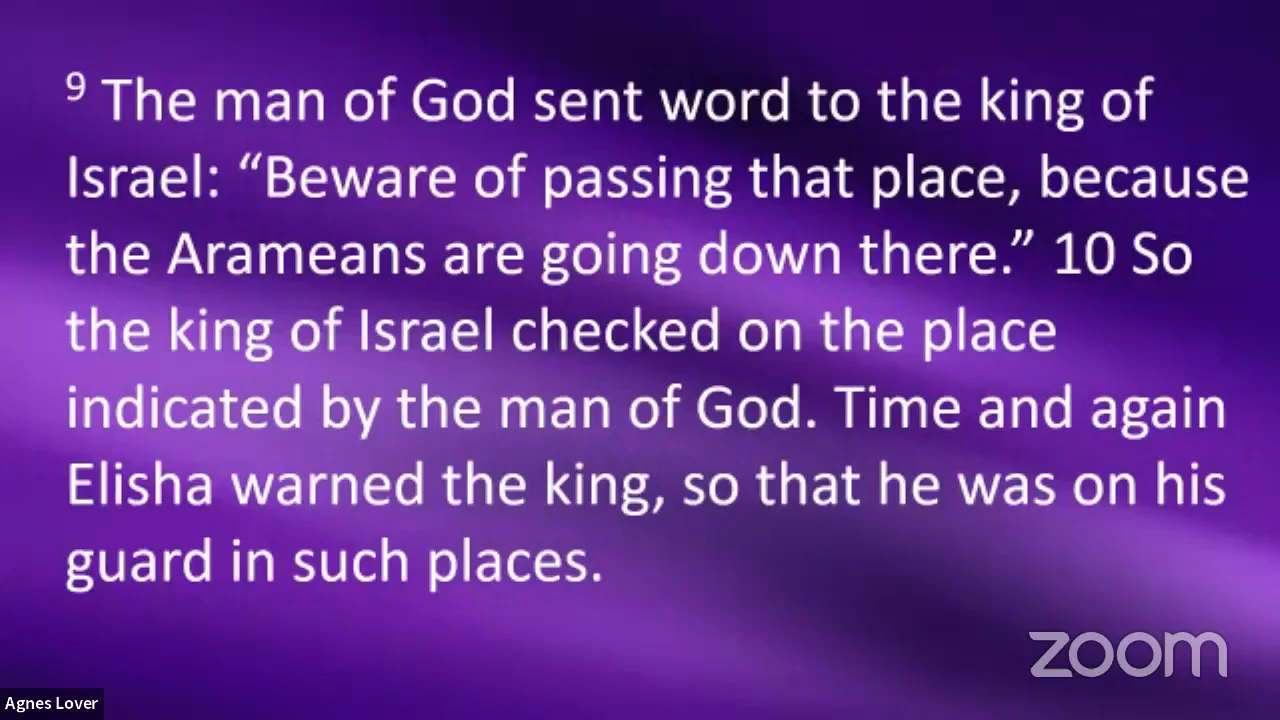 ⁹ The man of God sent word to the king of
Israel: “Beware of passing that place, because
the Arameans are going down there.” 10 So
the king of Israel checked on the place
indicated by the man of God. Time and again
Elisha warned the king, so that he was on his
guard in such places.
zoom
Agnes Lover